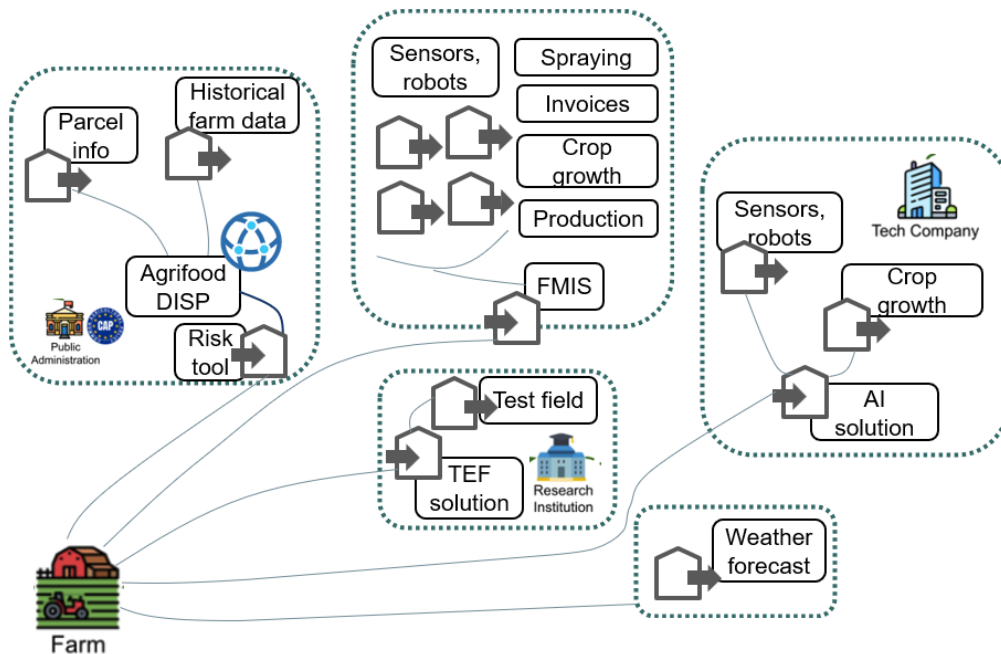 Parcel
info
Historical
farm data
Agrifood
DISP
Public
Administration
CAP
Risk
tool
Sensors,
robots
Spraying
Invoices
Crop
growth
Production
FMIS
Test field
TEF
solution
Research
Institution
Sensors,
robots
Tech Company
Crop
growth
AI
solution
Weather
forecast
Farm